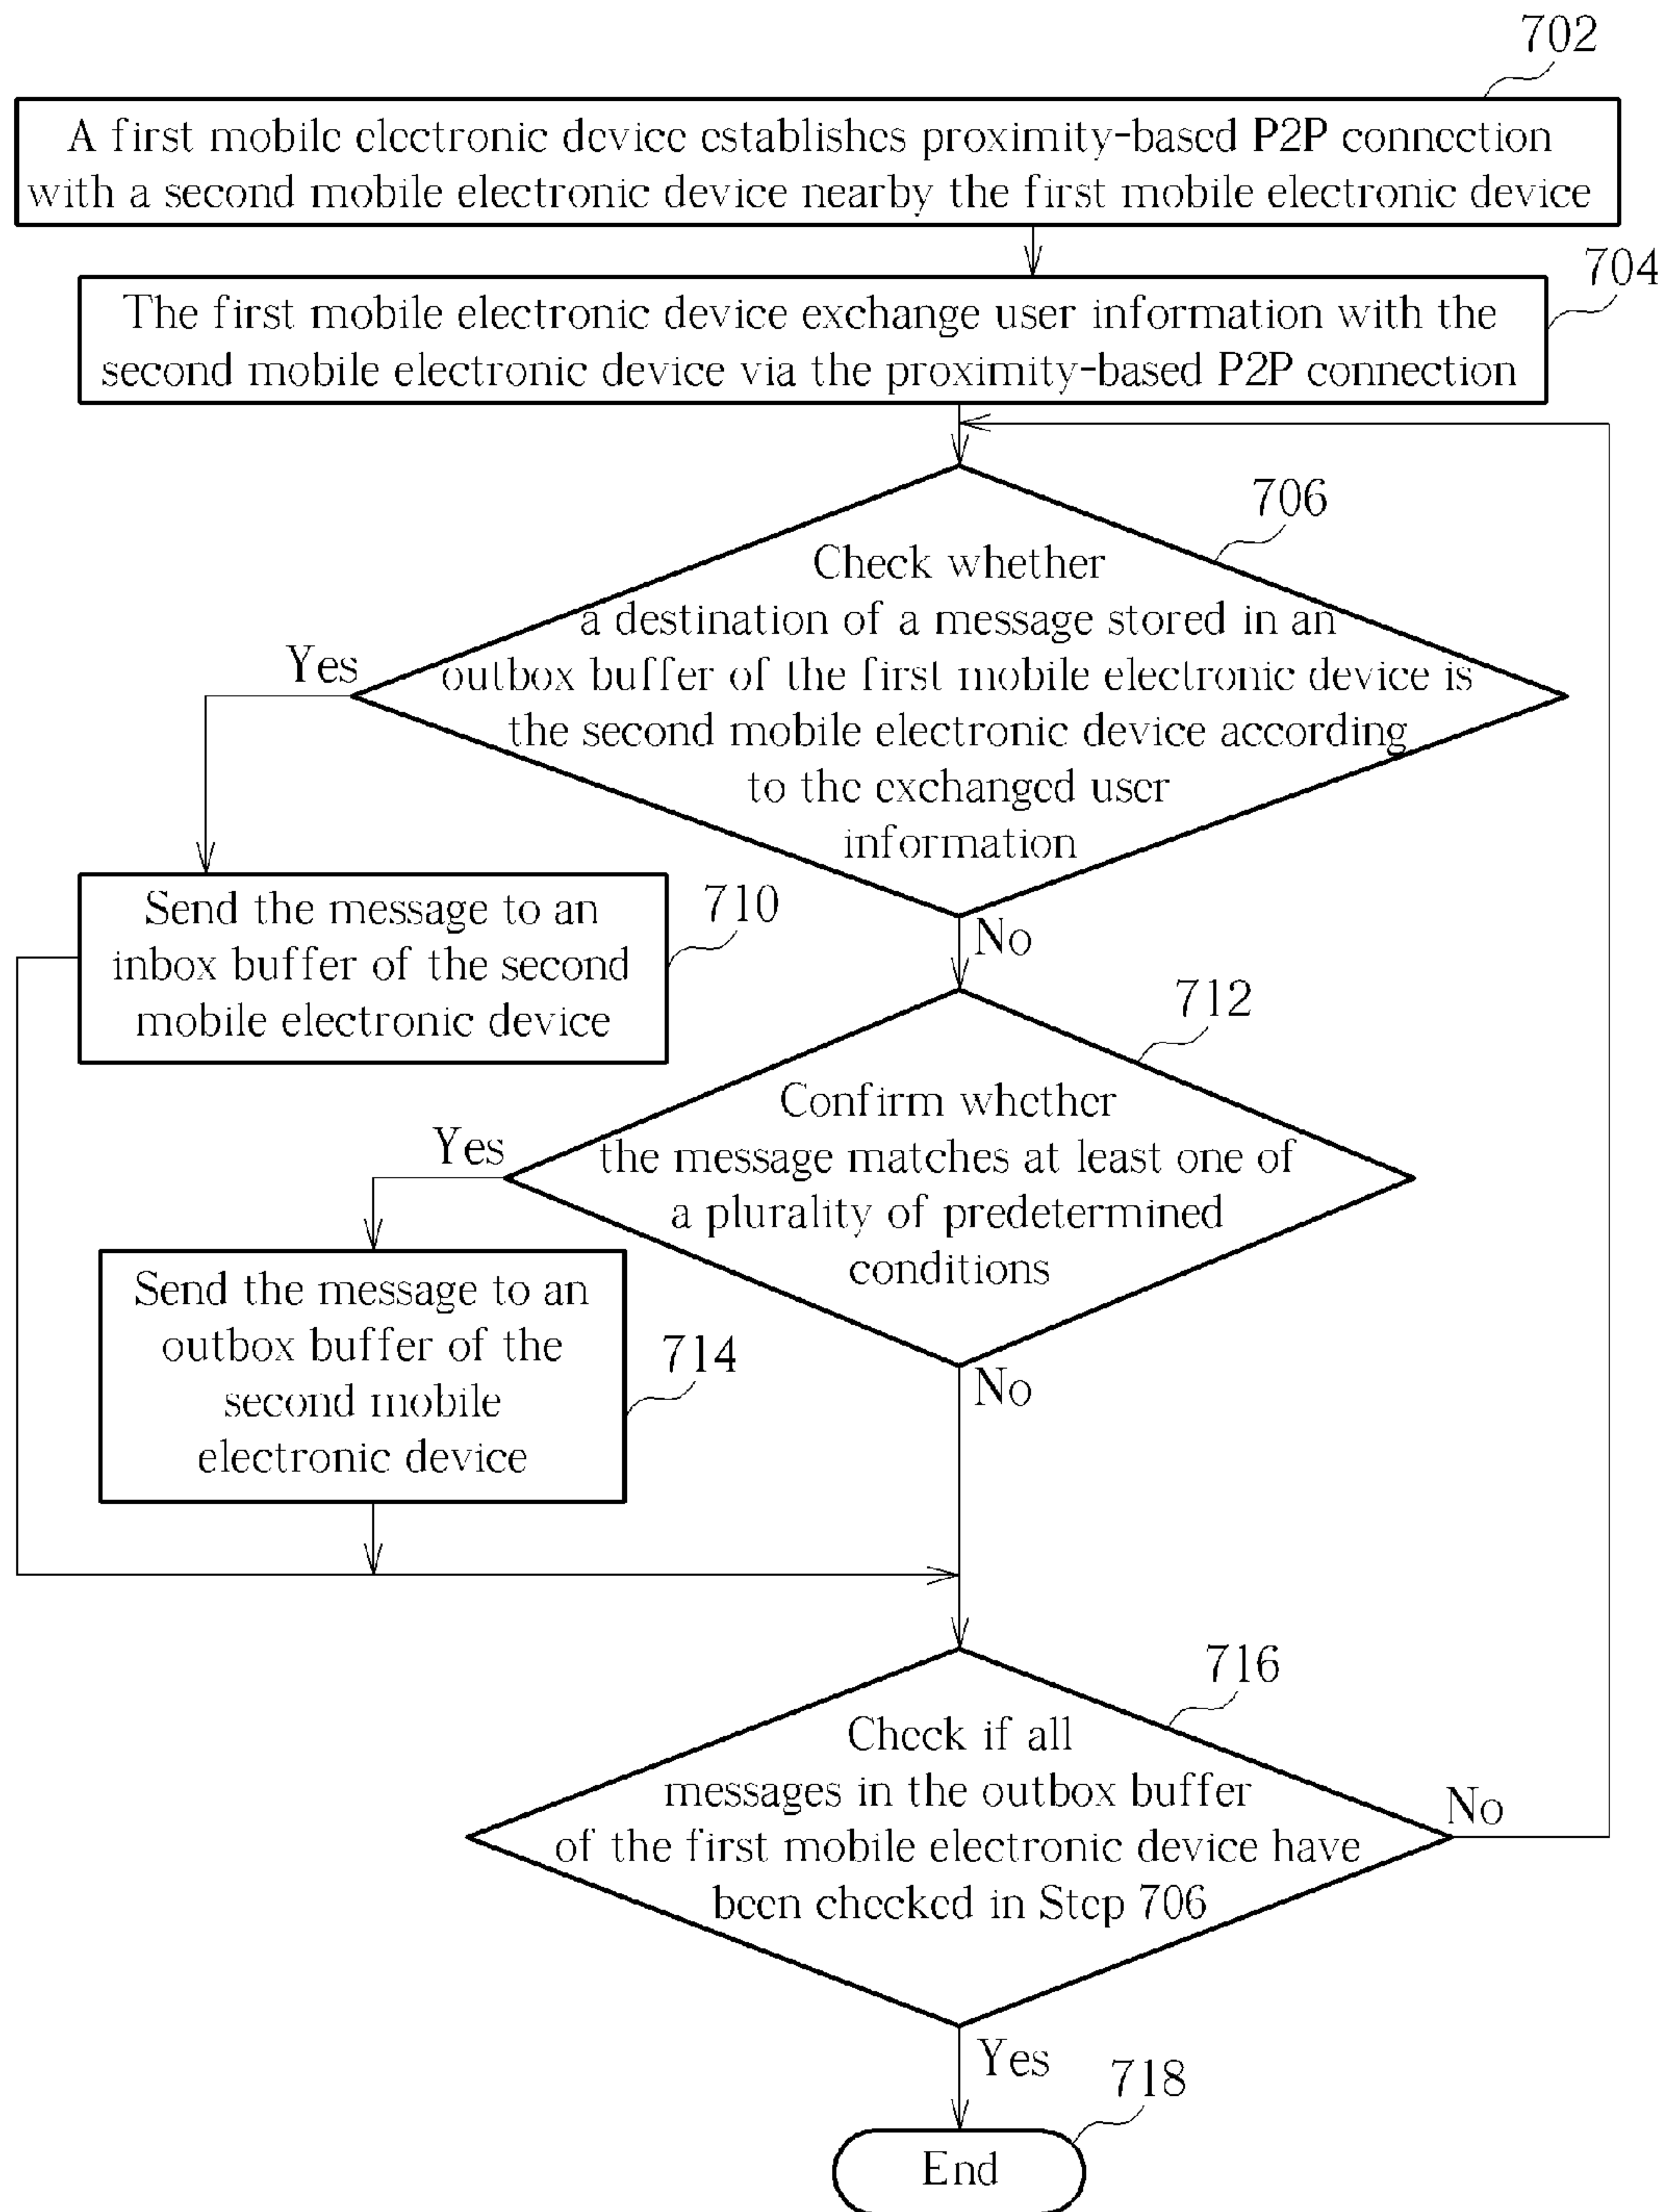 702
A first mobile electronic device establishes proximity-based P2P connection
with a second mobile electronic device nearby the first mobile electronic device
704
The first mobile electronic device exchange user information with the
second mobile electronic device via the proximity-based P2P connection
706
Check whether
a destination of a message stored in an
outbox buffer of the first mobile electronic device is
the second mobile electronic device according
to the exchanged user
information
Yes
No
710
Send the message to an
inbox buffer of the second
mobile electronic device
712
Confirm whether
the message matches at least one of
a plurality of predetermined
conditions
Yes
No
714
Send the message to an
outbox buffer of the
second mobile
electronic device
716
Check if all
messages in the outbox buffer
of the first mobile electronic device have
been checked in Step 706
No
Yes
718
End